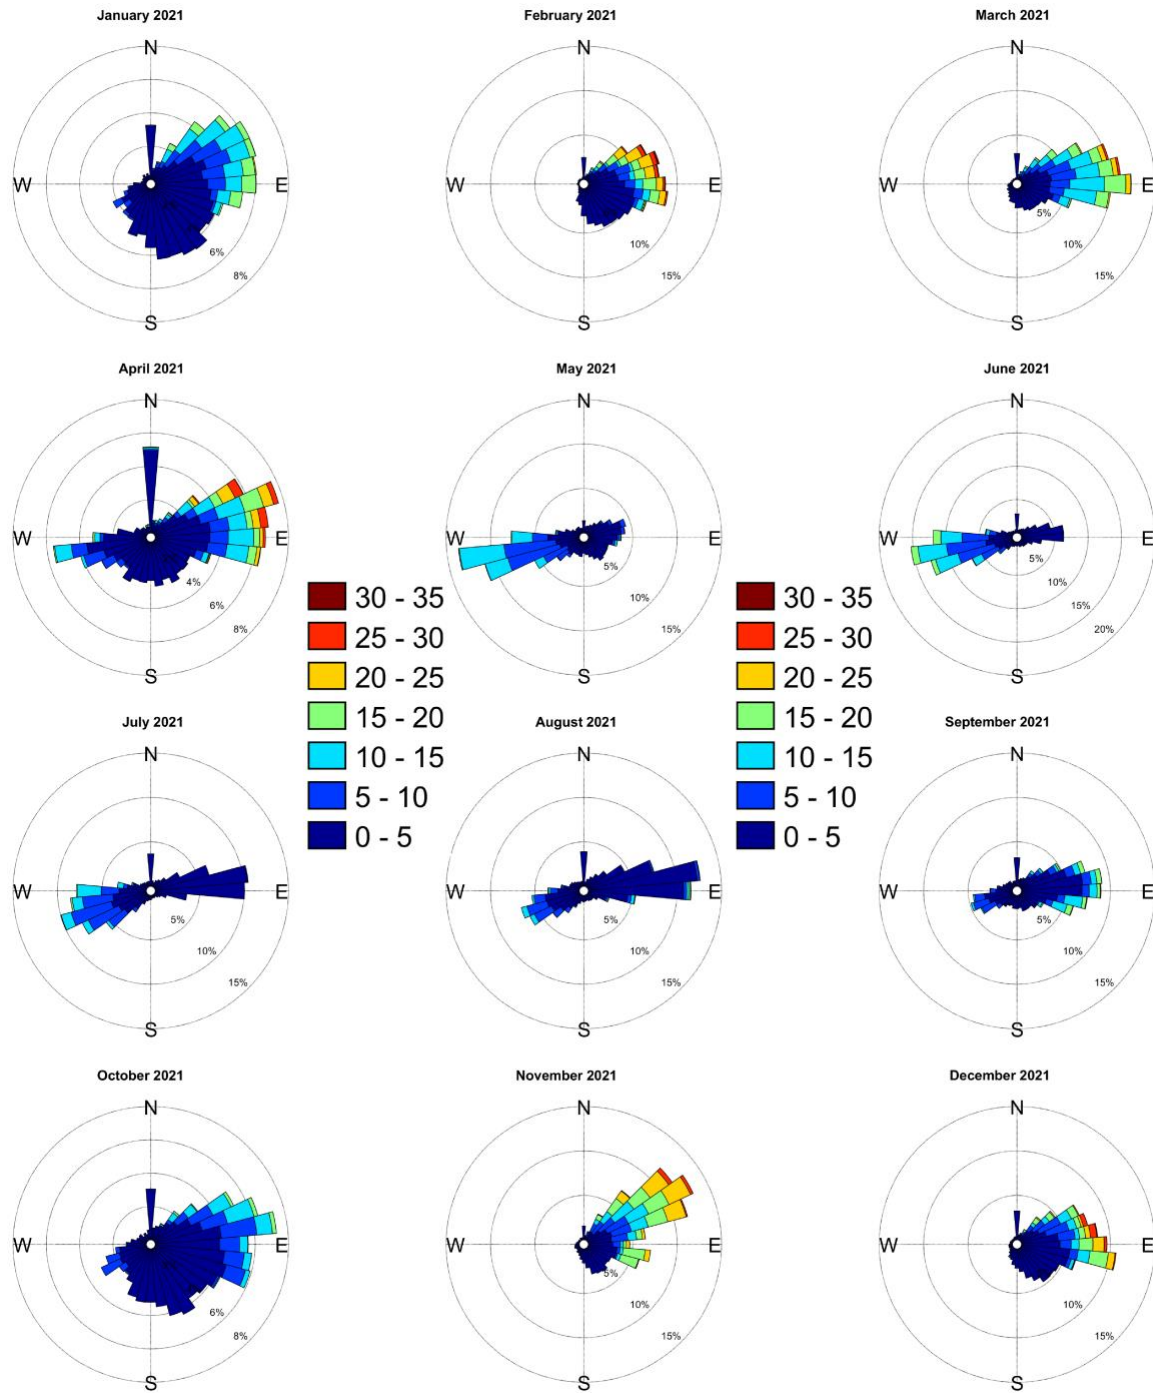 January 2021
February 2021
March 2021
N
W
E
S
6%
8%
N
W
E
S
10%
15%
N
W
E
S
5%
10%
15%
April 2021
May 2021
June 2021
N
W
E
S
4%
6%
8%
N
W
E
S
5%
10%
15%
N
W
E
S
5%
10%
15%
20%
30 - 35
25 - 30
20 - 25
15 - 20
10 - 15
5 - 10
0 - 5
30 - 35
25 - 30
20 - 25
15 - 20
10 - 15
5 - 10
0 - 5
July 2021
August 2021
September 2021
N
W
E
S
5%
10%
15%
N
W
E
S
5%
10%
15%
N
W
E
S
5%
10%
15%
October 2021
November 2021
December 2021
N
W
E
S
6%
8%
N
W
E
S
5%
10%
15%
N
W
E
S
10%
15%